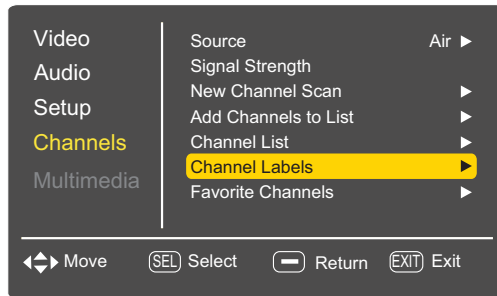 Video
Audio
Setup
Channels
Multimedia
Source Air
Signal Strength
New Channel Scan
Add Channels to List
Channel List
Channel Labels
Favorite Channels
Move SEL Select Return EXIT Exit